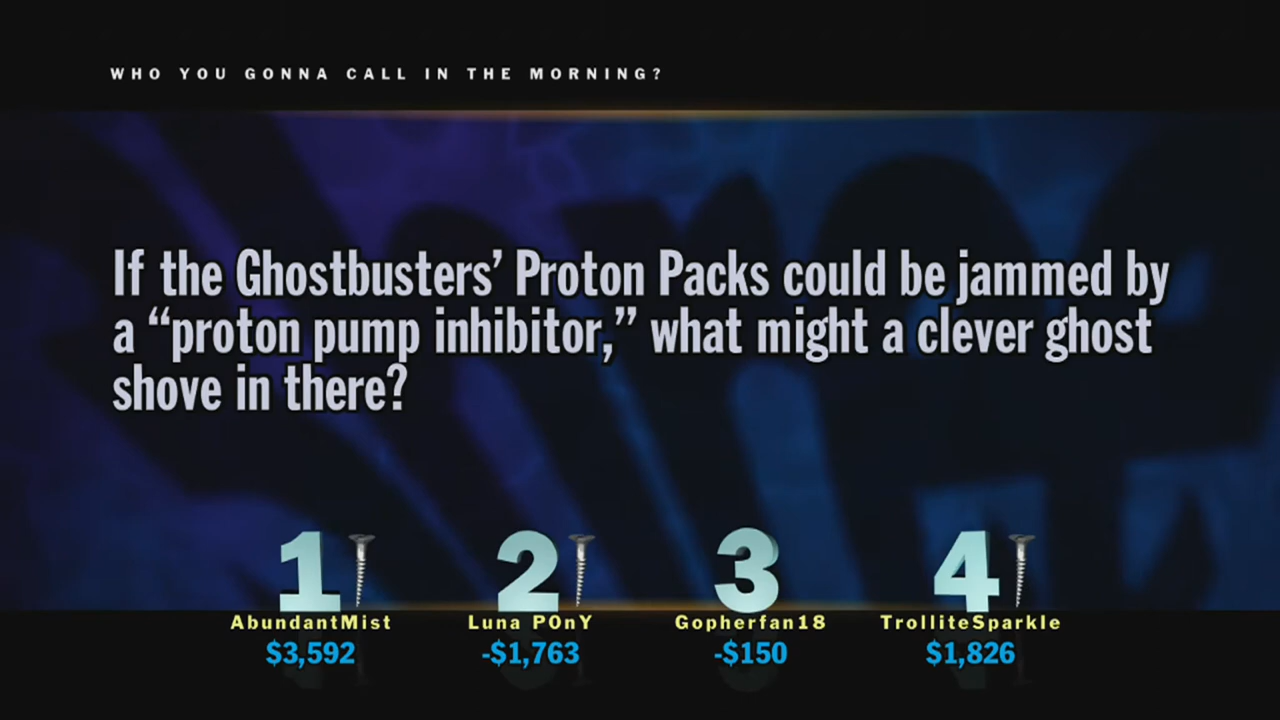 WHO YOU GONNA CALL IN THE MORNING?
If the Ghostbusters’ Proton Packs could be jammed by
a “proton pump inhibitor,” what might a clever ghost
shove in there?
1 2 3 4
AbundantMist Luna P0nY Gopherfan18 TrolliteSparkle
$3,592 -$1,763 -$150 $1,826